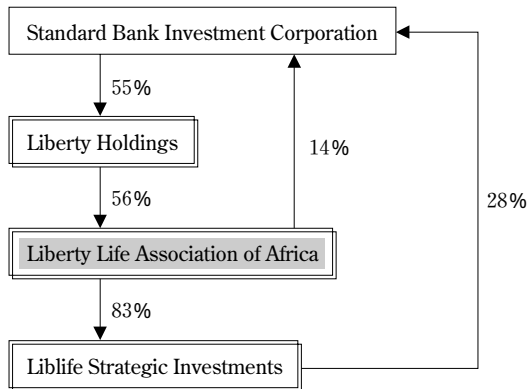 Standard Bank Investment Corporation
55%
Liberty Holdings
14%
56%
28%
Liberty Life Association of Africa
83%
Liblife Strategic Investments